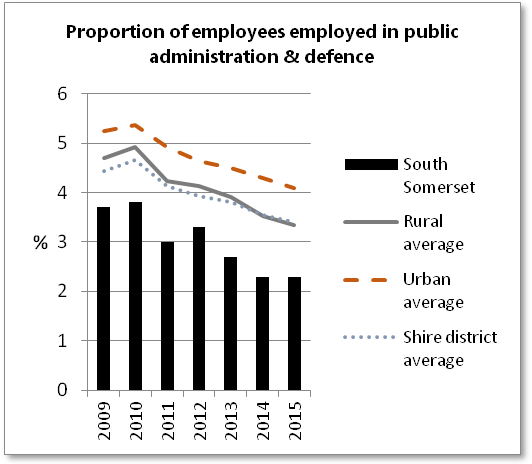 Proportion of employees employed in public
administration & defence
6
5
4
3
2
1
0
%
2009
2010
2011
2012
2013
2014
2015
South
Somerset
Rural
average
Urban
average
Shire district
average